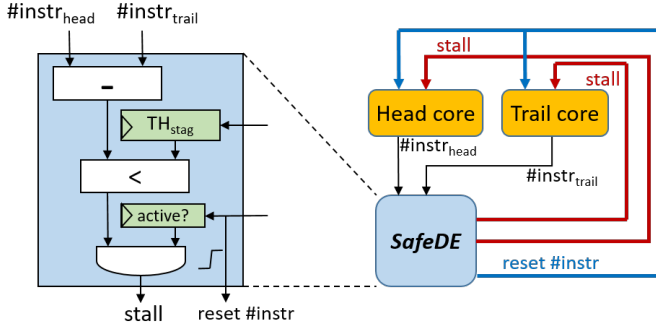 #instr_head #instr_trail
-
TH_stag
<
active?
stall reset #instr
stall
stall
Head core Trail core
#instr_head
#instr_trail
SafeDE
reset #instr